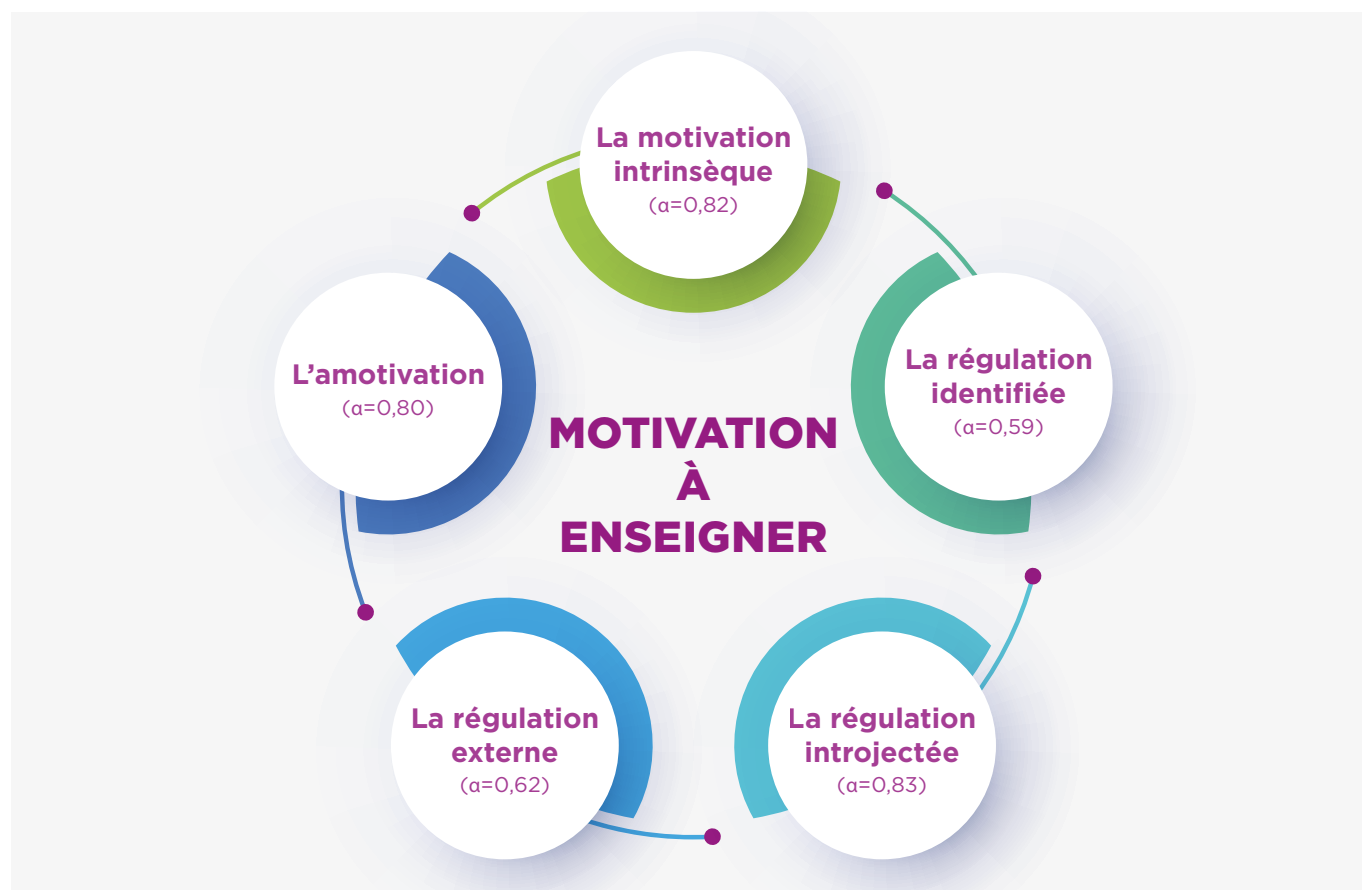 La motivation
intrinsèque
(α=0,82)
La régulation
identifiée
(α=0,59)
La régulation
introjectée
(α=0,83)
La régulation
externe
(α=0,62)
L’amotivation
(α=0,80)
MOTIVATION
À
ENSEIGNER